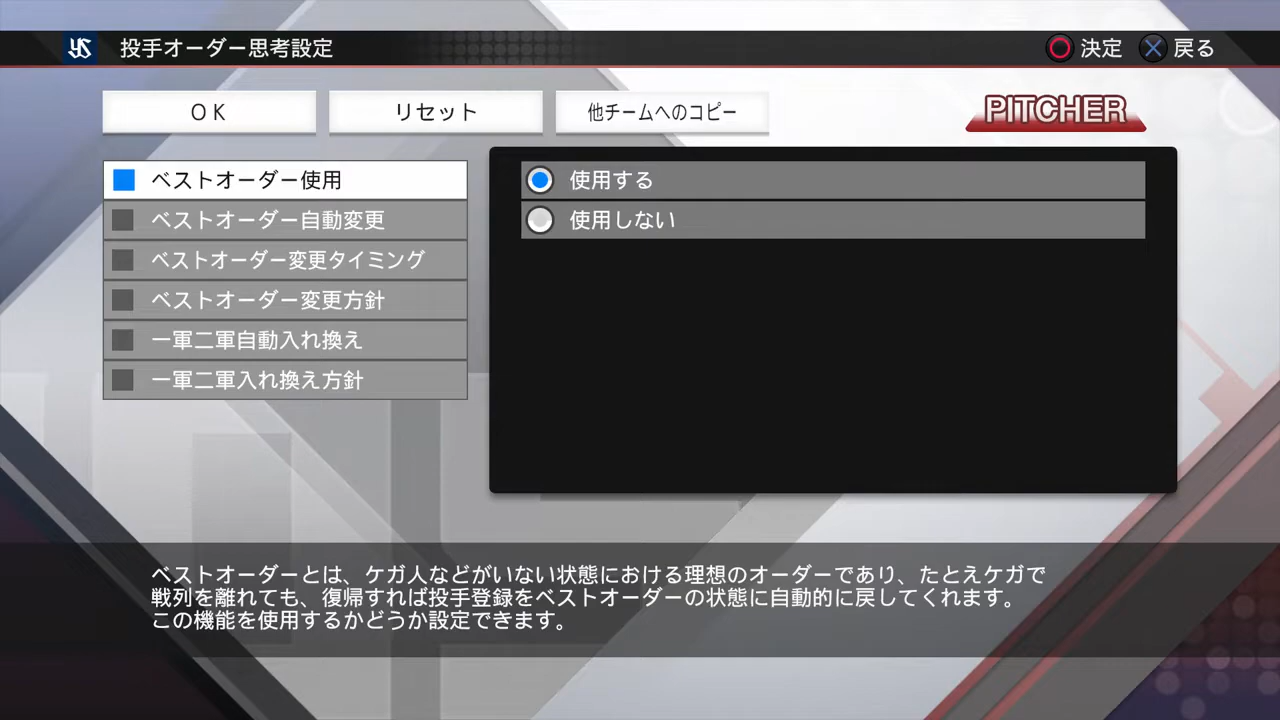 YS 投手オーダー思考設定
決定 戻る
OK リセット 他チームへのコピー
PITCHER
ベストオーダー使用
ベストオーダー自動変更
ベストオーダー変更タイミング
ベストオーダー変更方針
一軍二軍自動入れ換え
一軍二軍入れ換え方針
使用する
使用しない
ベストオーダーとは、ケガ人などがいない状態における理想のオーダーであり、たとえケガで
戦列を離れても、復帰すれば投手登録をベストオーダーの状態に自動的に戻してくれます。
この機能を使用するかどうか設定できます。